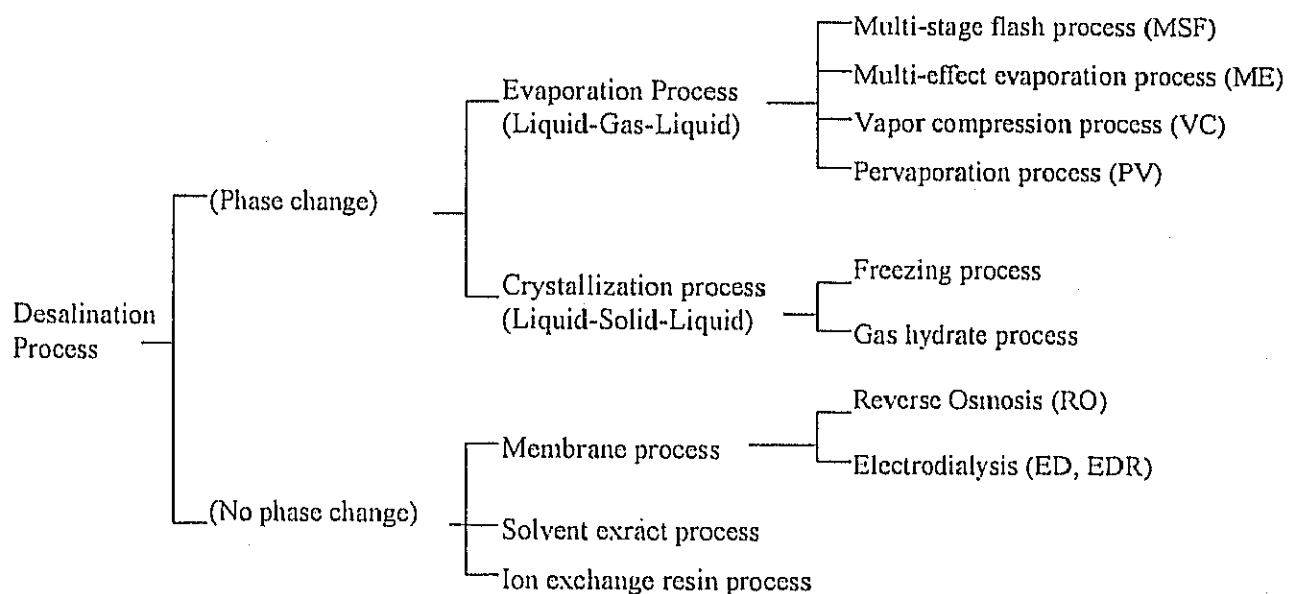 Multi-stage flash process (MSF)
Evaporation Process
(Liquid-Gas-Liquid)
Multi-effect evaporation process (ME)
Vapor compression process (VC)
Pervaporation process (PV)
(Phase change)
Crystallization process
(Liquid-Solid-Liquid)
Freezing process
Gas hydrate process
Desalination
Process
Reverse Osmosis (RO)
Membrane process
Electrodialysis (ED, EDR)
(No phase change)
Solvent exract process
Ion exchange resin process